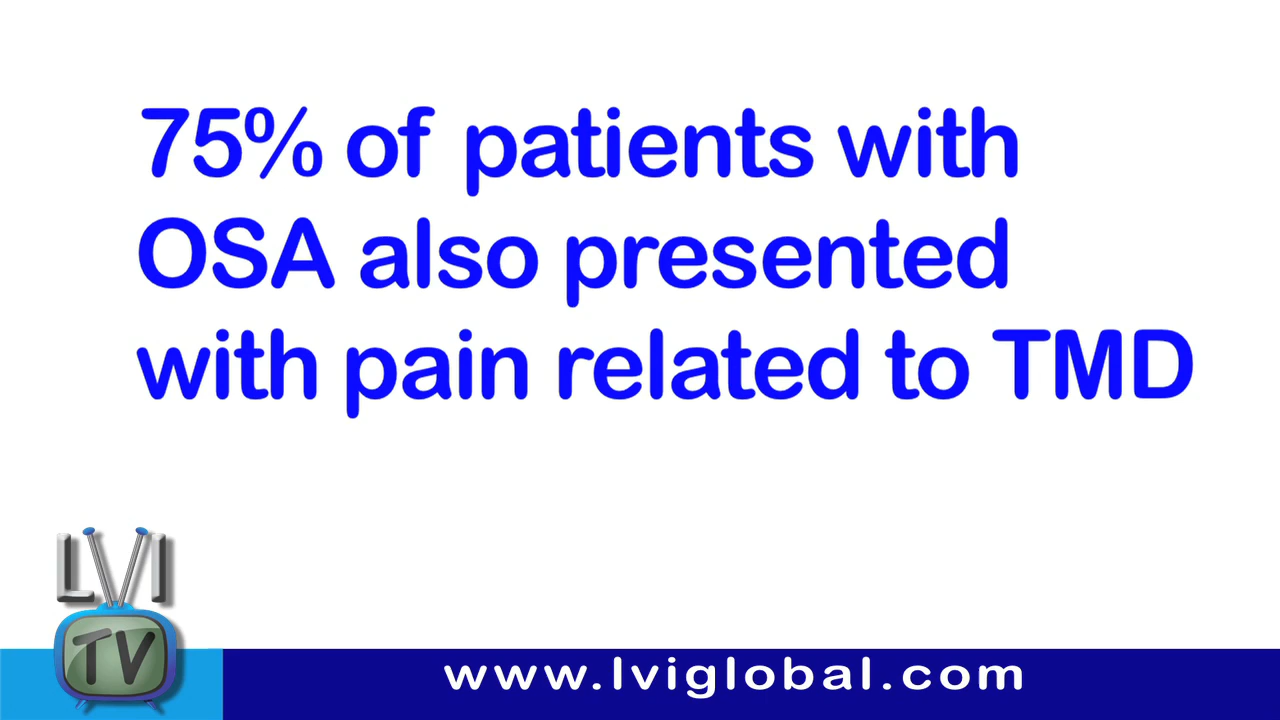 75% of patients with
OSA also presented
with pain related to TMD
LVI
TV
www.lviglobal.com